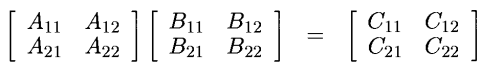 [ A₁₁ A₁₂ ] [ B₁₁ B₁₂ ] = [ C₁₁ C₁₂ ]
[ A₂₁ A₂₂ ] [ B₂₁ B₂₂ ] [ C₂₁ C₂₂ ]